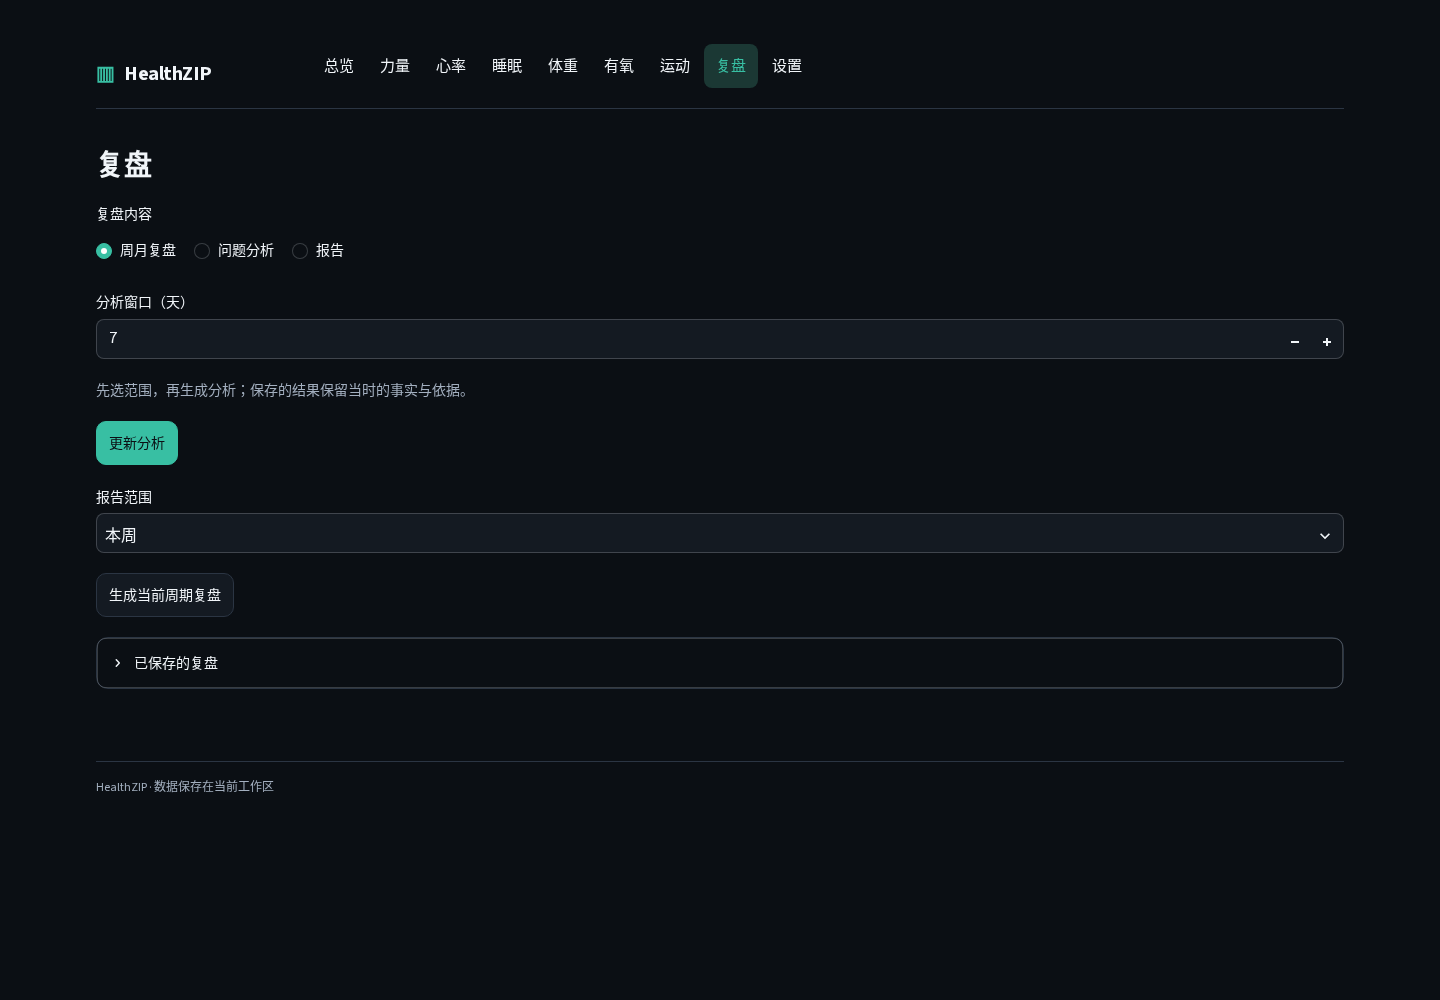 HealthZIP
总览 力量 心率 睡眠 体重 有氧 运动 复盘 设置
复盘
复盘内容
周月复盘 问题分析 报告
分析窗口（天）
7
先选范围，再生成分析；保存的结果保留当时的事实与依据。
更新分析
报告范围
本周
生成当前周期复盘
已保存的复盘
HealthZIP · 数据保存在当前工作区